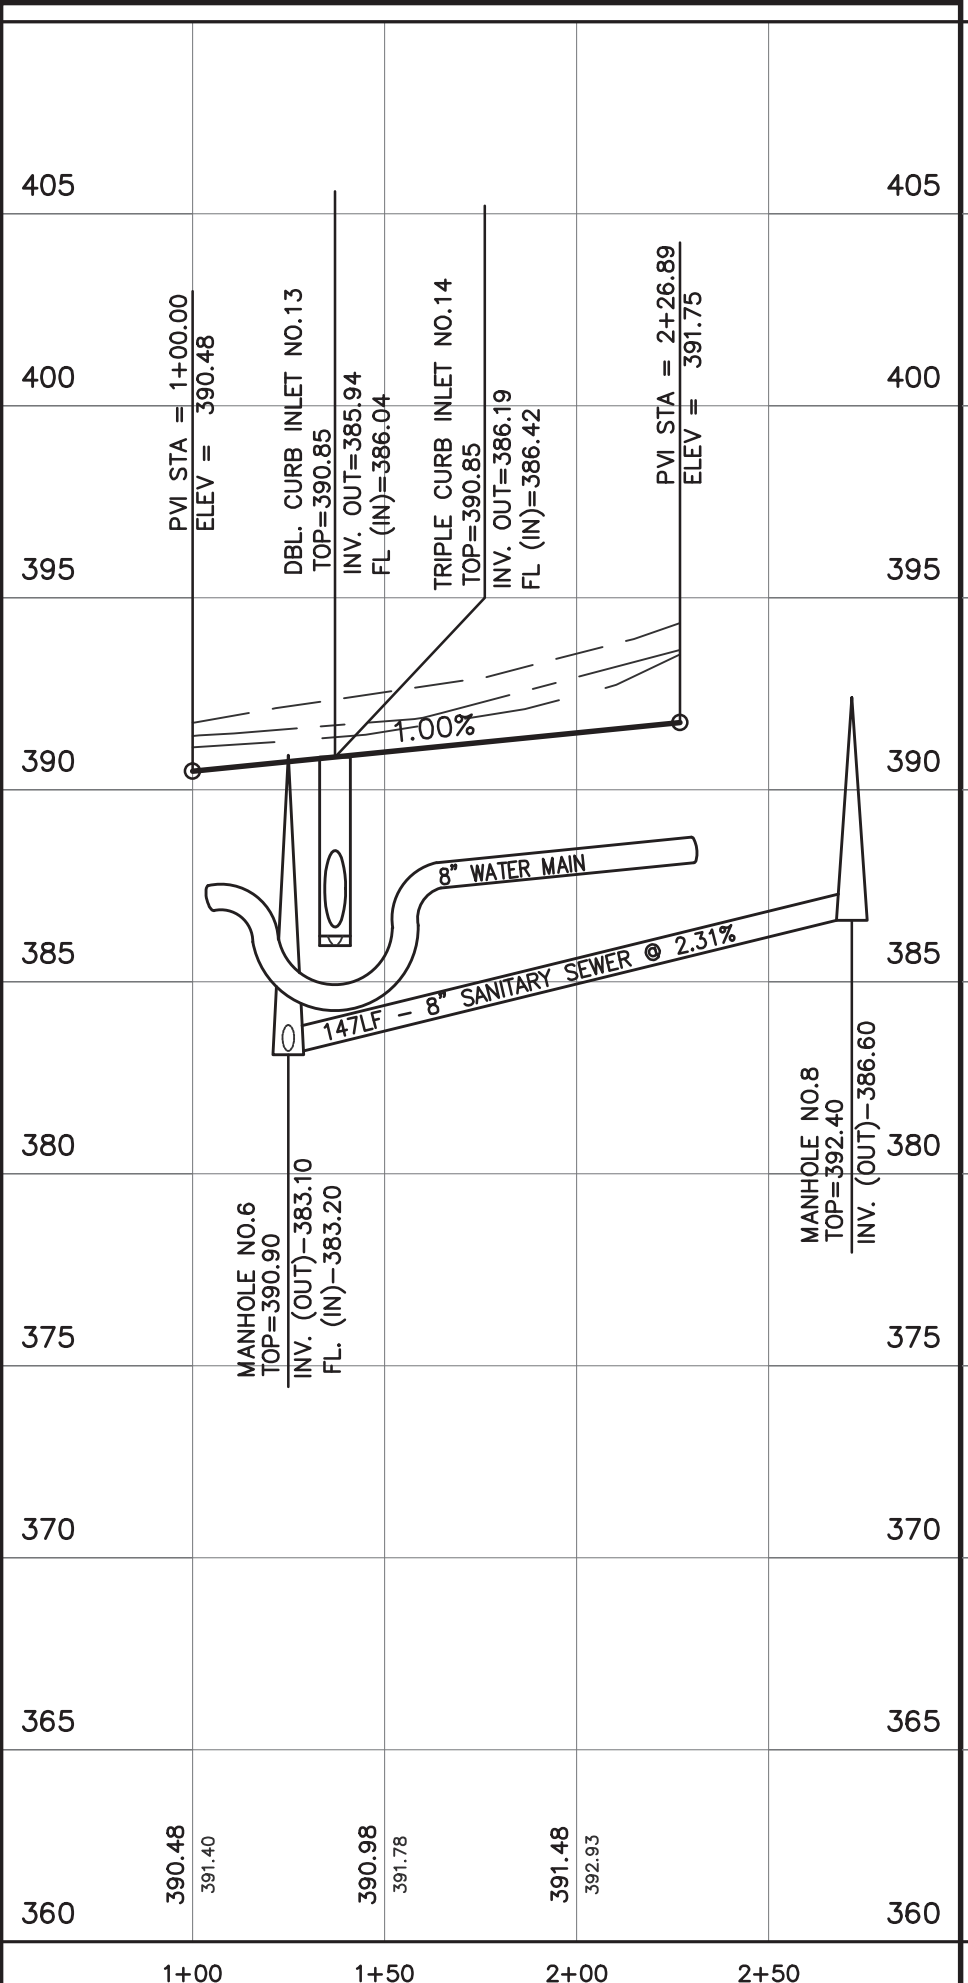 405
405
PVI STA = 1+00.00
ELEV = 390.48
DBL. CURB INLET NO.13
TOP=390.85
INV. OUT=385.94
FL (IN)=386.04
TRIPLE CURB INLET NO.14
TOP=390.85
INV. OUT=386.19
FL (IN)=386.42
PVI STA = 2+26.89
ELEV = 391.75
400
400
395
395
1.00%
390
390
8" WATER MAIN
385
385
147LF - 8" SANITARY SEWER @ 2.31%
MANHOLE NO.6
TOP=390.90
INV. (OUT)-383.10
FL. (IN)-383.20
MANHOLE NO.8
TOP=392.40
INV. (OUT)-386.60
380
380
375
375
370
370
365
365
390.48
391.40
390.98
391.78
391.48
392.93
360
360
1+00
1+50
2+00
2+50